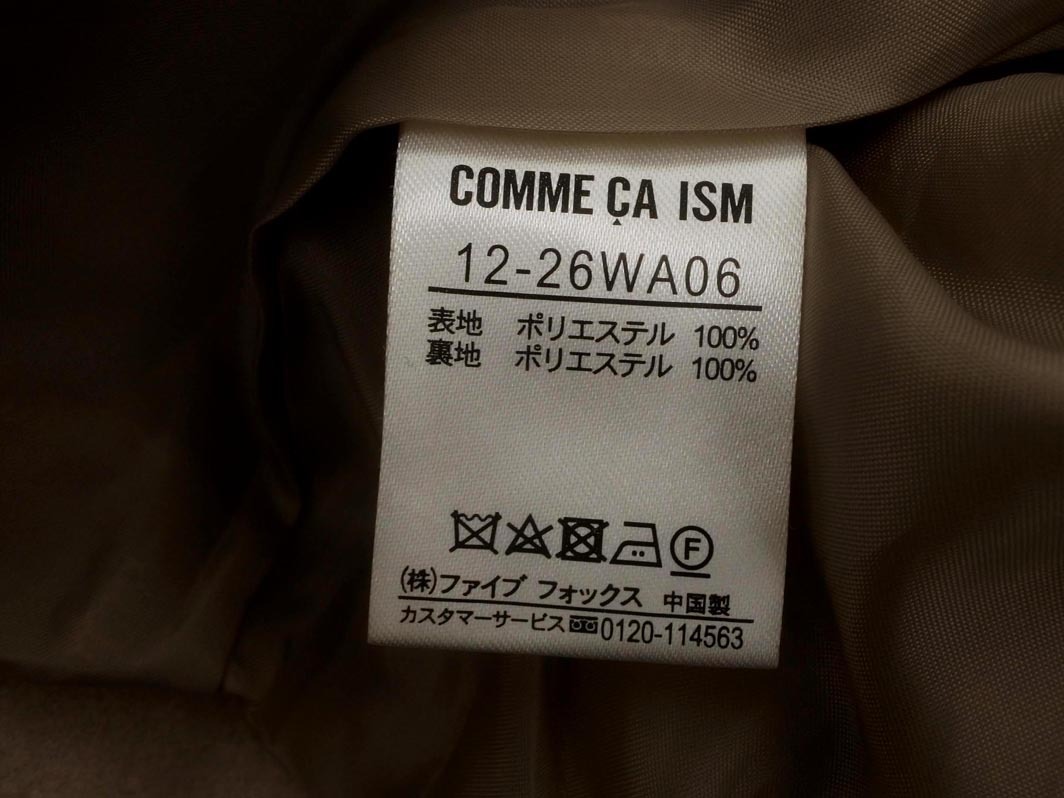 COMME ÇA ISM
12-26WA06
表地 ポリエステル 100%
裏地 ポリエステル 100%
F
(株)ファイブ フォックス 中国製
カスタマーサービス 0120-114563